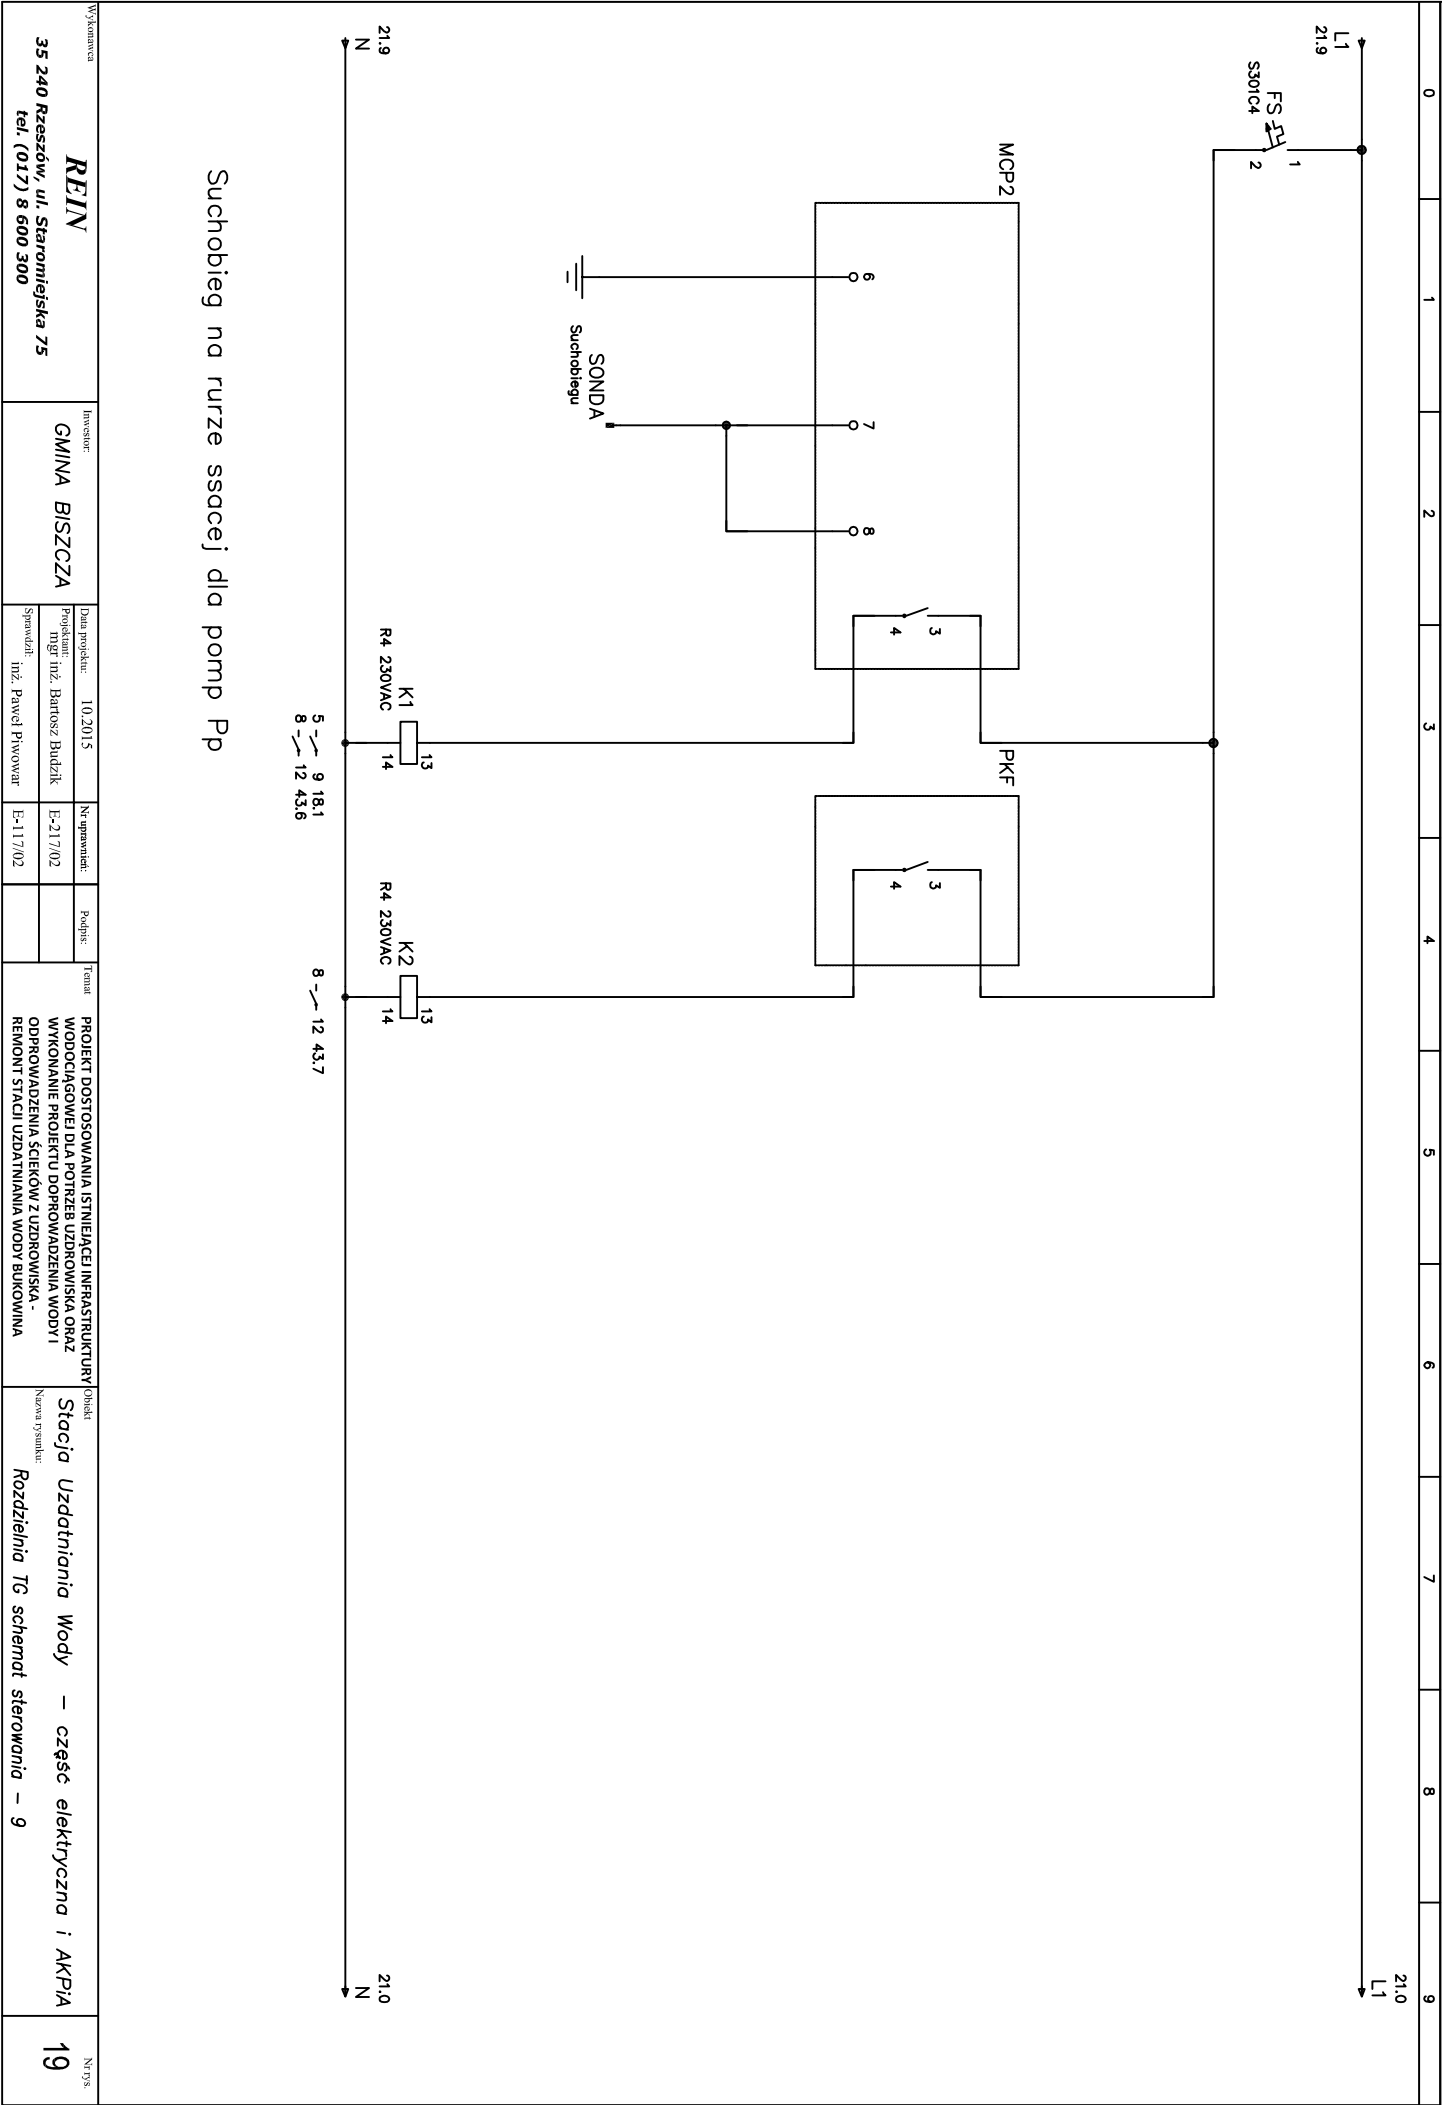 0 1 2 3 4 5 6 7 8 9
L1
21.9
21.0
L1
FS
S301C4
1
2
MCP2
6
7
8
3
4
SONDA
Suchobiegu
PKF
3
4
K1
R4 230VAC
13
14
K2
R4 230VAC
13
14
21.9
N
21.0
N
5 9 18.1
8 12 43.6
8 12 43.7
Suchobieg na rurze ssacej dla pomp Pp
Wykonawca
REIN
35 240 Rzeszów, ul. Staromiejska 75
tel. (017) 8 600 300
Inwestor:
GMINA BISZCZA
Data projektu: 10.2015
Nr uprawnień:
Podpis:
Projektant:
mgr inż. Bartosz Budzik
E-217/02
Sprawdził:
inż. Paweł Piwowar
E-117/02
Temat
PROJEKT DOSTOSOWANIA ISTNIEJĄCEJ INFRASTRUKTURY
WODOCIĄGOWEJ DLA POTRZEB UZDROWISKA ORAZ
WYKONANIE PROJEKTU DOPROWADZENIA WODY I
ODPROWADZENIA ŚCIEKÓW Z UZDROWISKA -
REMONT STACJI UZDATNIANIA WODY BUKOWINA
Obiekt
Stacja Uzdatniania Wody - część elektryczna i AKPiA
Nazwa rysunku:
Rozdzielnia TG schemat sterowania - 9
Nr rys.
19